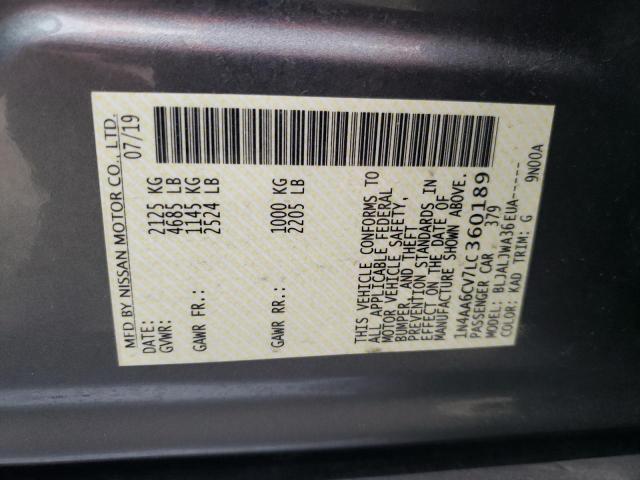 MFD BY NISSAN MOTOR CO., LTD.
DATE: 07/19
GVWR: 2125 KG
4685 LB
GAWR FR: 1145 KG
2524 LB
GAWR RR: 1000 KG
2205 LB
THIS VEHICLE CONFORMS TO
ALL APPLICABLE FEDERAL
MOTOR VEHICLE SAFETY,
BUMPER, AND THEFT
PREVENTION STANDARDS IN
EFFECT ON THE DATE OF
MANUFACTURE SHOWN ABOVE.
1N4AA6CV7LC360189
PASSENGER CAR 379
MODEL: BLJALJWA36EUA-----
COLOR: KAD TRIM: G 9N00A